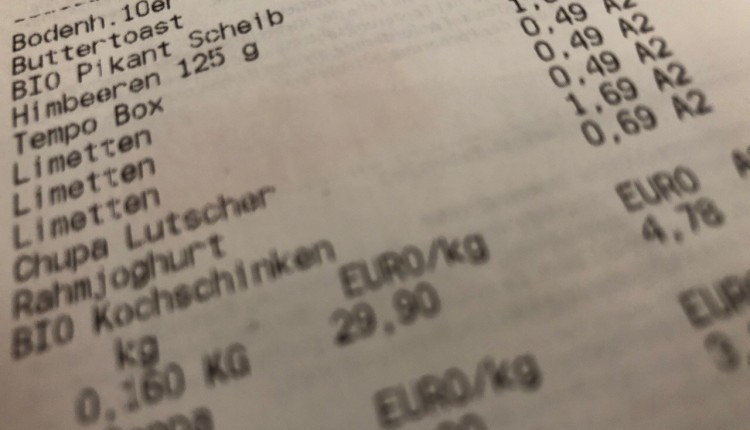 Bodenh.10er
Buttertoast
BIO Pikant Scheib
Himbeeren 125 g
Tempo Box
Limetten 0,49 A2
Limetten 0,49 A2
Limetten 0,49 A2
Chupa Lutscher 1,69 A2
Rahmjoghurt 0,69 A2
BIO Kochschinken
kg EURO/kg EURO
0,160 KG 29,90 4,78
EURO/kg